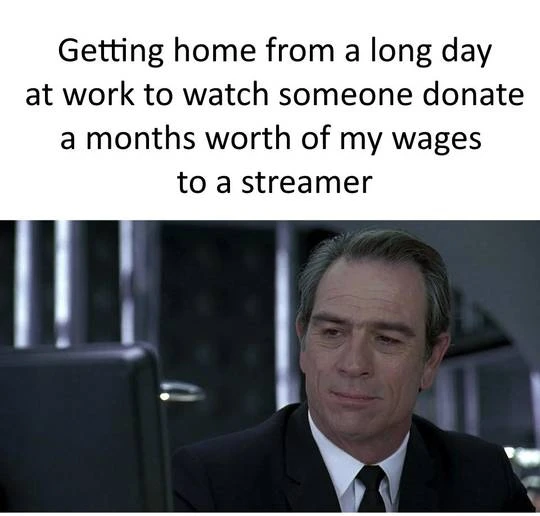 Getting home from a long day
at work to watch someone donate
a months worth of my wages
to a streamer